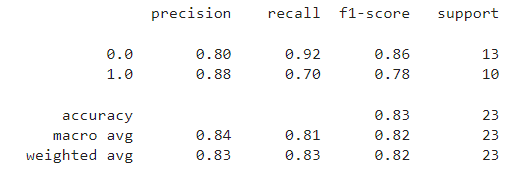 precision recall f1-score support
0.0 0.80 0.92 0.86 13
1.0 0.88 0.70 0.78 10
accuracy 0.83 23
macro avg 0.84 0.81 0.82 23
weighted avg 0.83 0.83 0.82 23